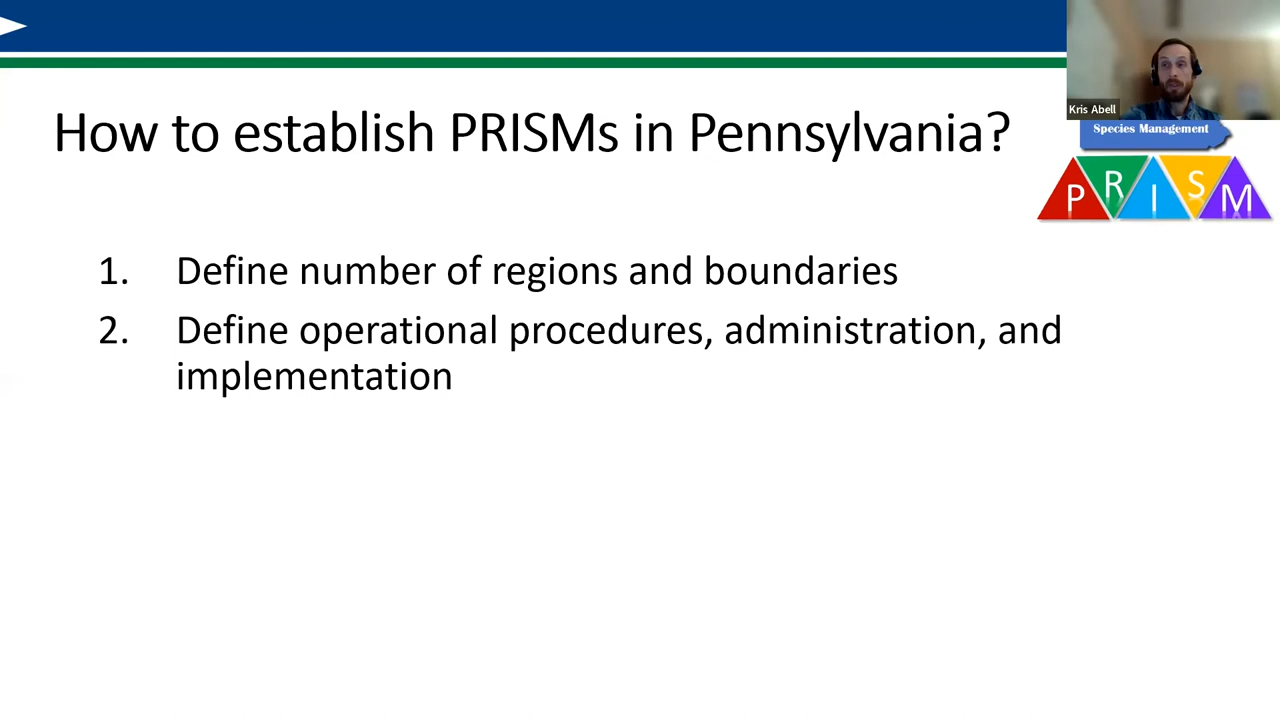 Kris Abell
Species Management
How to establish PRISMs in Pennsylvania?
P R I S M
1. Define number of regions and boundaries
2. Define operational procedures, administration, and
implementation